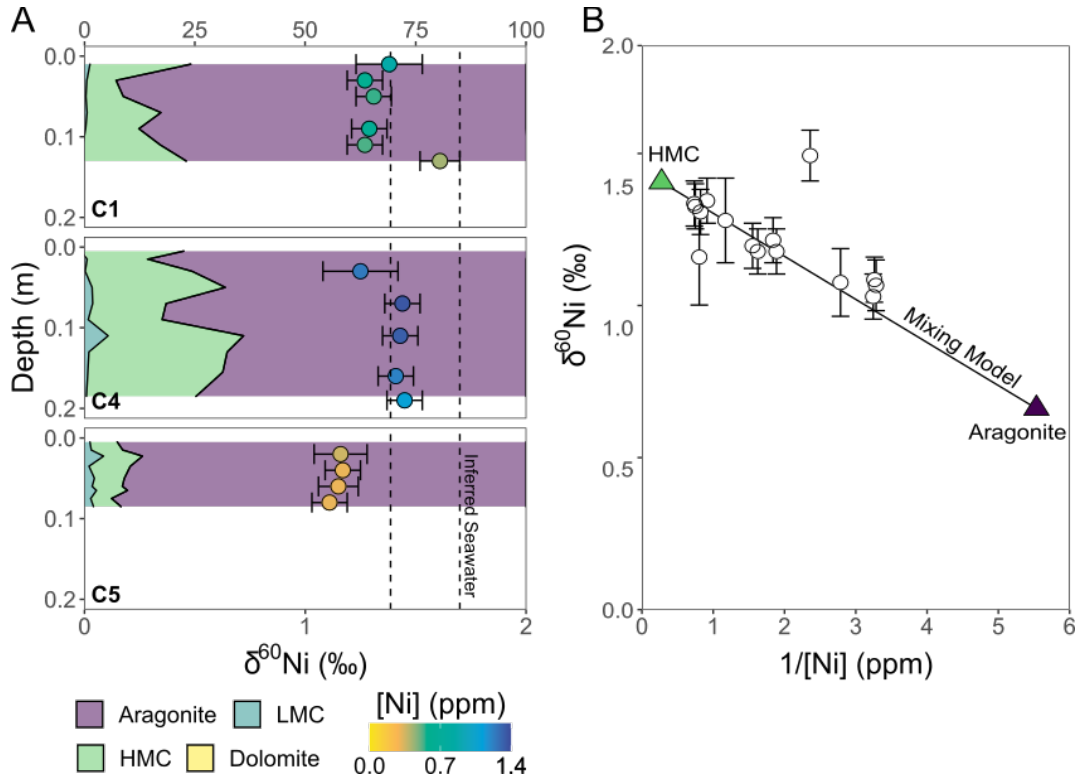 A
0 25 50 75 100
0.0
0.1
0.2
C1
0.0
0.1
0.2
C4
0.0
0.1
0.2
C5
Depth (m)
Inferred Seawater
0 1 2
δ⁶⁰Ni (‰)
Aragonite
LMC
HMC
Dolomite
[Ni] (ppm)
0.0 0.7 1.4
B
2.0
1.5
1.0
0.5
0.0
δ⁶⁰Ni (‰)
HMC
Mixing Model
Aragonite
0 1 2 3 4 5 6
1/[Ni] (ppm)